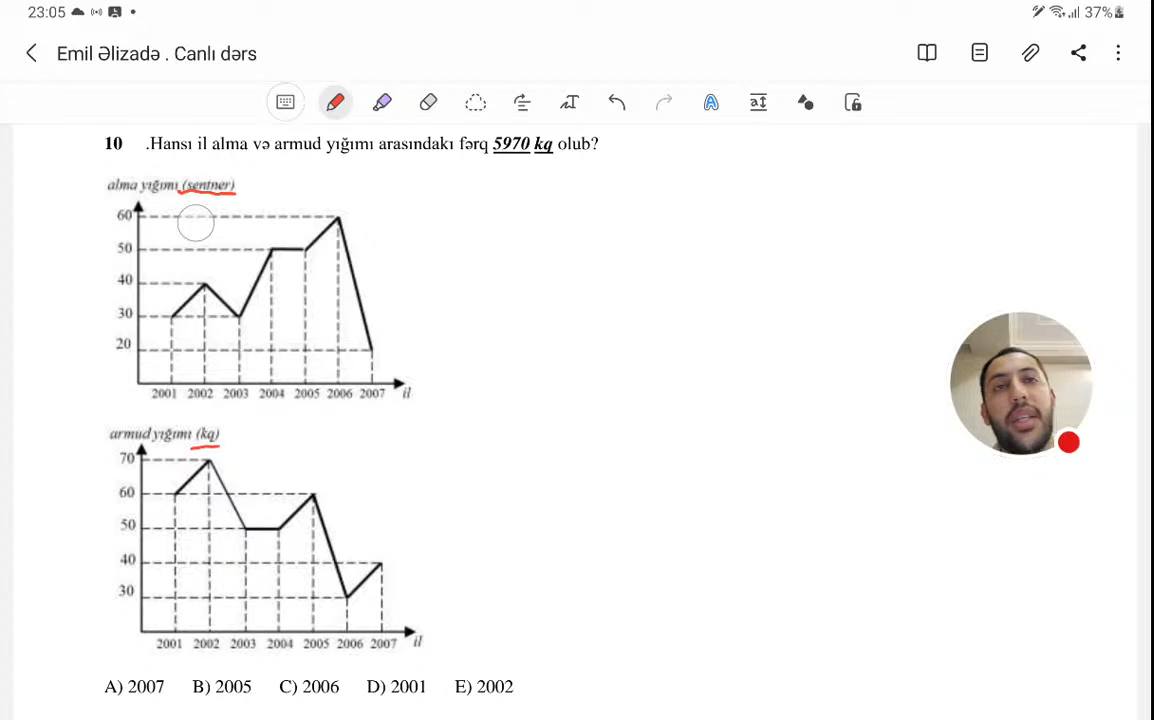 23:05
37%
Emil Əlizadə . Canlı dərs
10 .Hansı il alma və armud yığımı arasındakı fərq 5970 kq olub?
alma yığımı (sentner)
60
50
40
30
20
2001 2002 2003 2004 2005 2006 2007 il
armud yığımı (kq)
70
60
50
40
30
2001 2002 2003 2004 2005 2006 2007 il
A) 2007 B) 2005 C) 2006 D) 2001 E) 2002